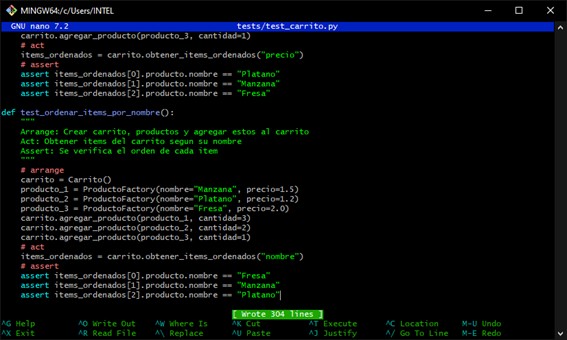 MINGW64:/c/Users/INTEL
GNU nano 7.2 tests/test_carrito.py
carrito.agregar_producto(producto_3, cantidad=1)
# act
items_ordenados = carrito.obtener_items_ordenados("precio")
# assert
assert items_ordenados[0].producto.nombre == "Platano"
assert items_ordenados[1].producto.nombre == "Manzana"
assert items_ordenados[2].producto.nombre == "Fresa"
def test_ordenar_items_por_nombre():
"""
Arrange: Crear carrito, productos y agregar estos al carrito
Act: Obtener items del carrito segun su nombre
Assert: Se verifica el orden de cada item
"""
# arrange
carrito = Carrito()
producto_1 = ProductoFactory(nombre="Manzana", precio=1.5)
producto_2 = ProductoFactory(nombre="Platano", precio=1.2)
producto_3 = ProductoFactory(nombre="Fresa", precio=2.0)
carrito.agregar_producto(producto_1, cantidad=3)
carrito.agregar_producto(producto_2, cantidad=2)
carrito.agregar_producto(producto_3, cantidad=1)
# act
items_ordenados = carrito.obtener_items_ordenados("nombre")
# assert
assert items_ordenados[0].producto.nombre == "Fresa"
assert items_ordenados[1].producto.nombre == "Manzana"
assert items_ordenados[2].producto.nombre == "Platano"
[ Wrote 304 lines ]
^G Help ^O Write Out ^W Where Is ^K Cut ^T Execute ^C Location M-U Undo
^X Exit ^R Read File ^\ Replace ^U Paste ^J Justify ^/ Go To Line M-E Redo